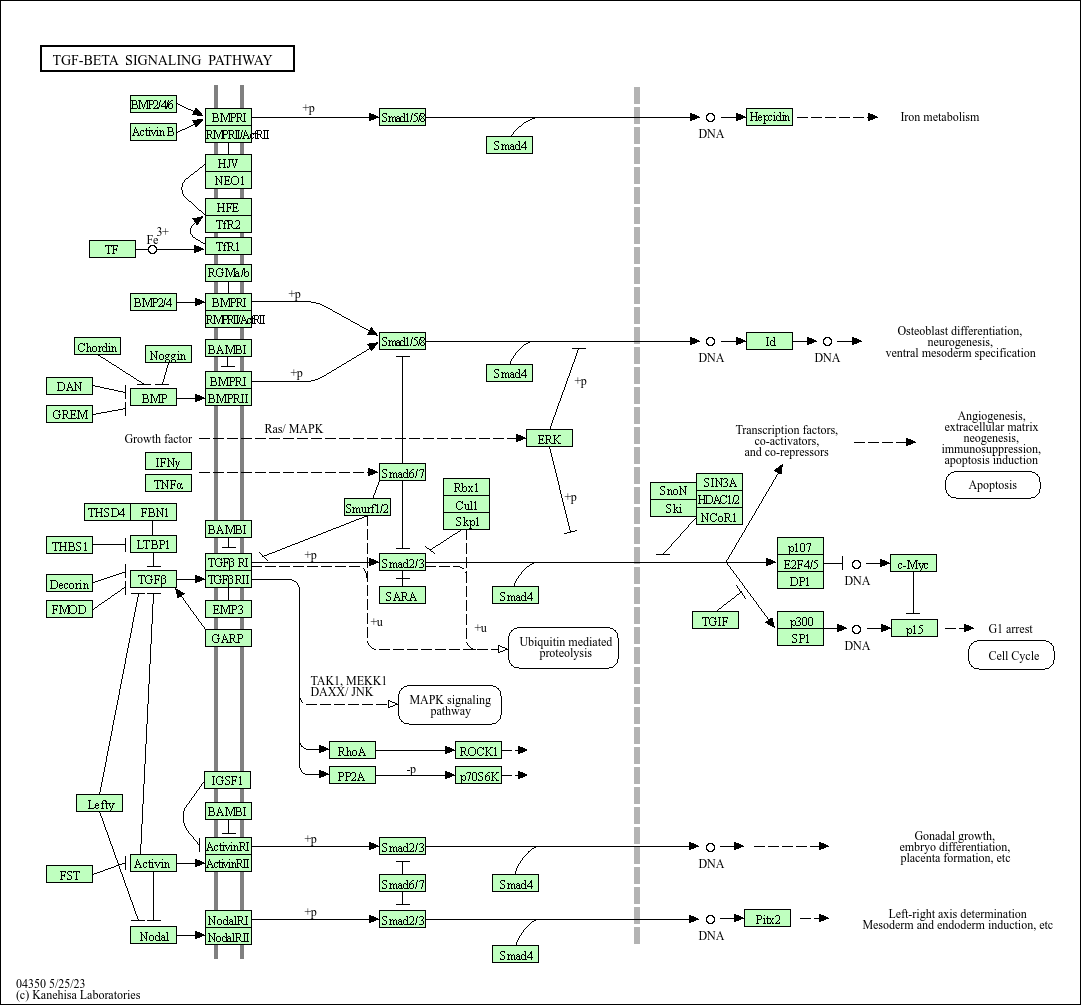 TGF-BETA SIGNALING PATHWAY
BMP2/4/6
Activin B
BMPRI
RMPRII/ActRII
+p
Smad1/5/8
Smad4
DNA
Hepcidin
Iron metabolism
HJV
NEO1
HFE
TfR2
TF
Fe 3+
TfR1
RGMa/b
BMP2/4
BMPRI
RMPRII/ActRII
+p
Smad1/5/8
Smad4
DNA
Id
DNA
Osteoblast differentiation,
neurogenesis,
ventral mesoderm specification
Chordin
Noggin
BAMBI
DAN
GREM
BMP
BMPRI
BMPRII
+p
+p
Growth factor
Ras/ MAPK
ERK
+p
Transcription factors,
co-activators,
and co-repressors
Angiogenesis,
extracellular matrix
neogenesis,
immunosuppression,
apoptosis induction
Apoptosis
IFNγ
TNFα
Smad6/7
Smurf1/2
Rbx1
Cul1
Skp1
SnoN
Ski
SIN3A
HDAC1/2
NCoR1
THSD4
FBN1
LTBP1
THBS1
BAMBI
Decorin
FMOD
TGFβ
TGFβ RI
TGFβRII
+p
Smad2/3
SARA
Smad4
EMP3
GARP
p107
E2F4/5
DP1
DNA
c-Myc
TGIF
p300
SP1
DNA
p15
G1 arrest
Cell Cycle
+u
+u
Ubiquitin mediated
proteolysis
TAK1, MEKK1
DAXX/ JNK
MAPK signaling
pathway
RhoA
ROCK1
PP2A
-p
p70S6K
IGSF1
Lefty
BAMBI
FST
Activin
ActivinRI
ActivinRII
+p
Smad2/3
Smad4
DNA
Gonadal growth,
embryo differentiation,
placenta formation, etc
Smad6/7
Nodal
NodalRI
NodalRII
+p
Smad2/3
Smad4
DNA
Pitx2
Left-right axis determination
Mesoderm and endoderm induction, etc
04350 5/25/23
(c) Kanehisa Laboratories